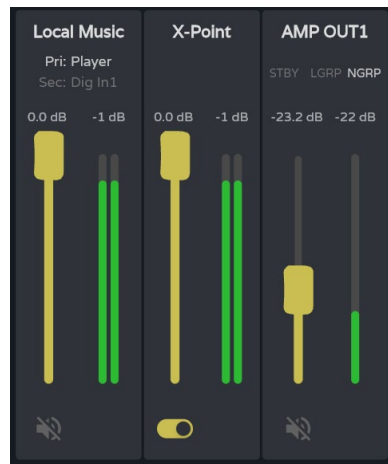 Local Music
Pri: Player
Sec: Dig In1
0.0 dB -1 dB
X-Point
0.0 dB -1 dB
AMP OUT1
STBY LGRP NGRP
-23.2 dB -22 dB